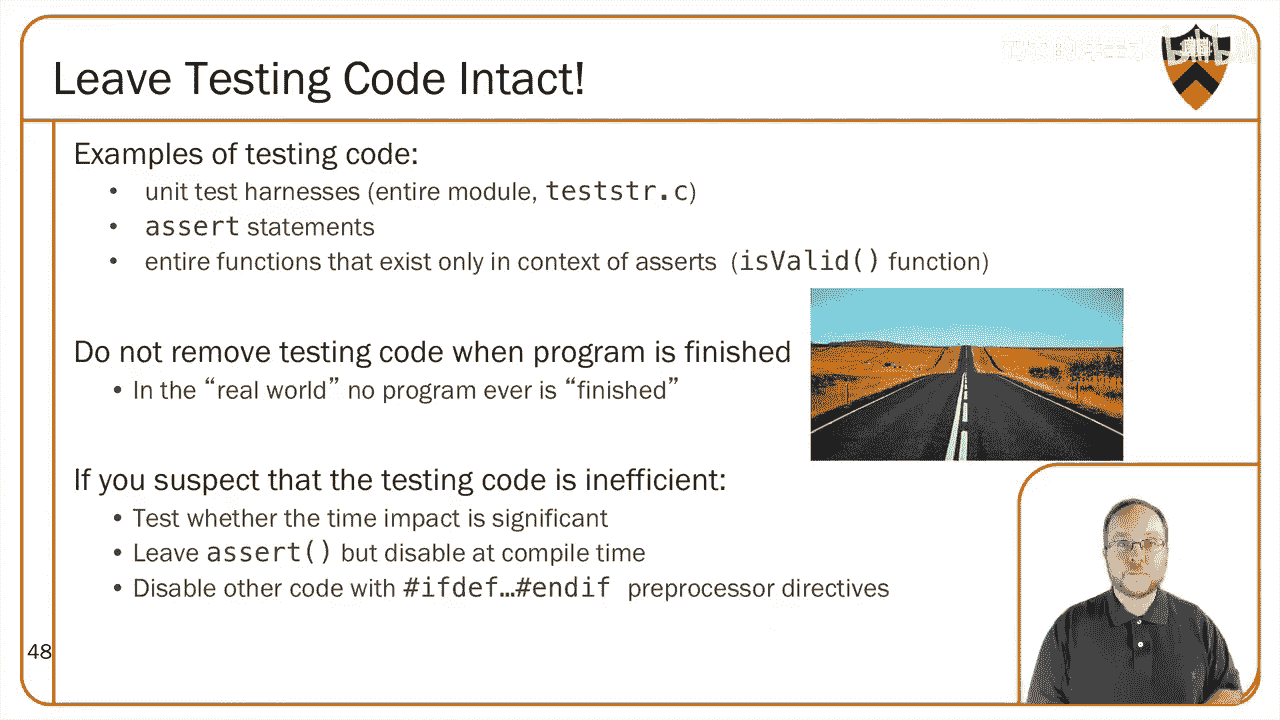 Leave Testing Code Intact!
Examples of testing code:
• unit test harnesses (entire module, teststr.c)
• assert statements
• entire functions that exist only in context of asserts (isValid() function)
Do not remove testing code when program is finished
• In the “real world” no program ever is “finished”
If you suspect that the testing code is inefficient:
• Test whether the time impact is significant
• Leave assert() but disable at compile time
• Disable other code with #ifdef…#endif preprocessor directives
48